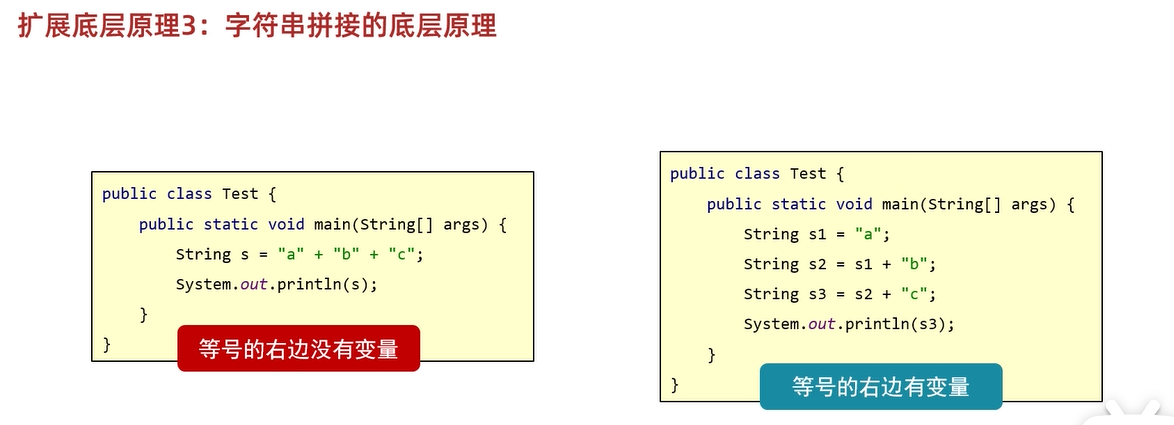 扩展底层原理3：字符串拼接的底层原理
public class Test {
public static void main(String[] args) {
String s = "a" + "b" + "c";
System.out.println(s);
}
}
等号的右边没有变量
public class Test {
public static void main(String[] args) {
String s1 = "a";
String s2 = s1 + "b";
String s3 = s2 + "c";
System.out.println(s3);
}
}
等号的右边有变量